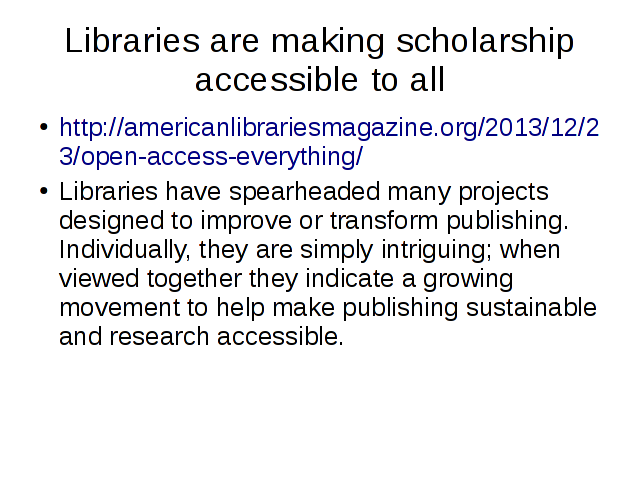 Libraries are making scholarship
accessible to all
• http://americanlibrariesmagazine.org/2013/12/2
3/open-access-everything/
• Libraries have spearheaded many projects
designed to improve or transform publishing.
Individually, they are simply intriguing; when
viewed together they indicate a growing
movement to help make publishing sustainable
and research accessible.